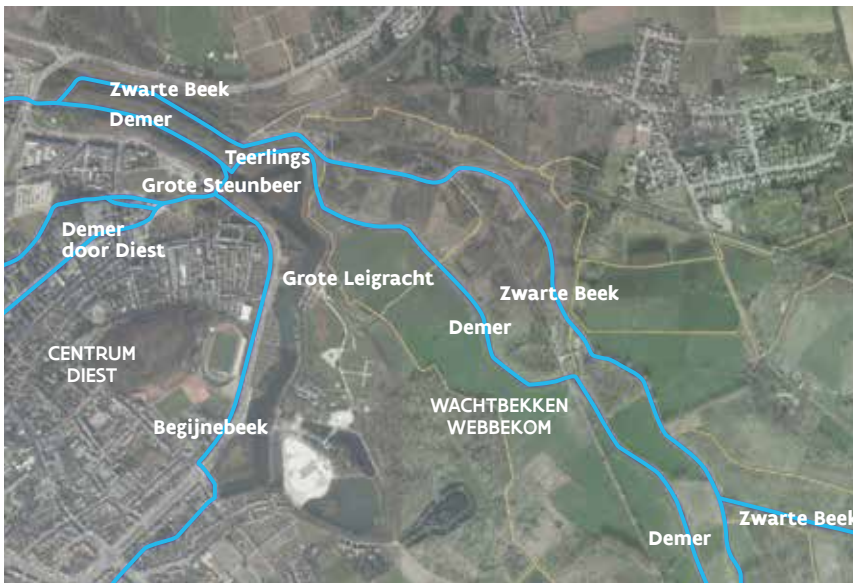 Zwarte Beek
Demer
Teerlings
Grote Steunbeer
Demer
door Diest
Grote Leigracht
Zwarte Beek
Demer
CENTRUM
DIEST
WACHTBEKKEN
WEBBEKOM
Begijnebeek
Zwarte Beek
Demer